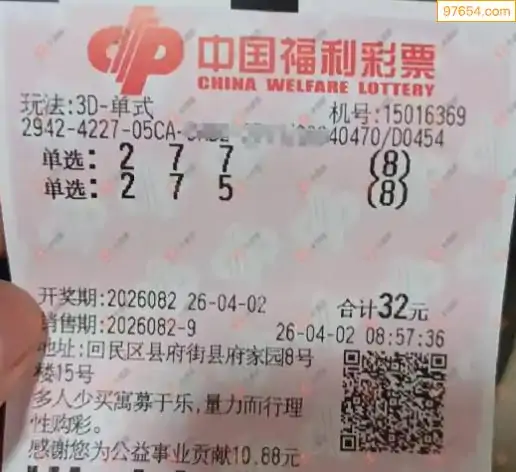 97654.com
中国福利彩票
CHINA WELFARE LOTTERY
玩法:3D-单式
机号:15016369
2942-4227-05CA- 40470/D0454
单选: 2 7 7 (8)
单选: 2 7 5 (8)
开奖期:2026082 26-04-02 合计32元
销售期:2026082-9 26-04-02 08:57:36
地址:回民区县府街县府家园8号
楼15号
多人少买寓募于乐,量力而行理
性购彩。
感谢您为公益事业贡献10.88元